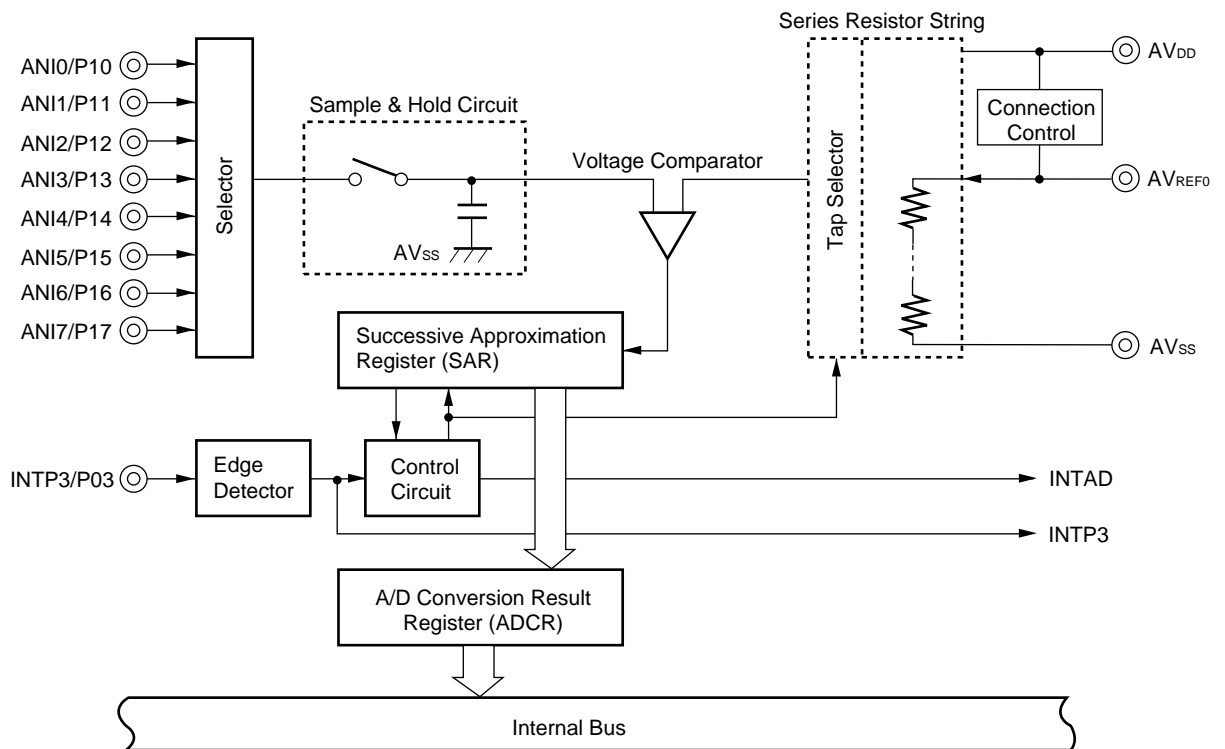 Series Resistor String
ANI0/P10
ANI1/P11
ANI2/P12
ANI3/P13
ANI4/P14
ANI5/P15
ANI6/P16
ANI7/P17
Selector
Sample & Hold Circuit
AVSS
Voltage Comparator
Tap Selector
AVDD
Connection
Control
AVREF0
AVSS
Successive Approximation
Register (SAR)
INTP3/P03
Edge
Detector
Control
Circuit
INTAD
INTP3
A/D Conversion Result
Register (ADCR)
Internal Bus